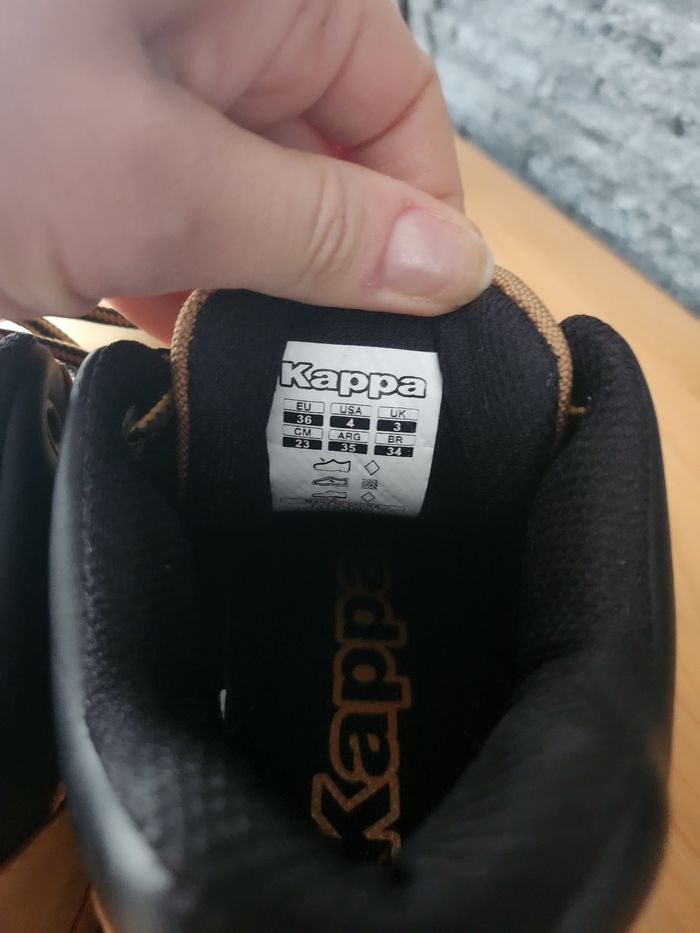 Kappa
EU USA UK
36 4 3
CM ARG BR
23 35 34
Kappa